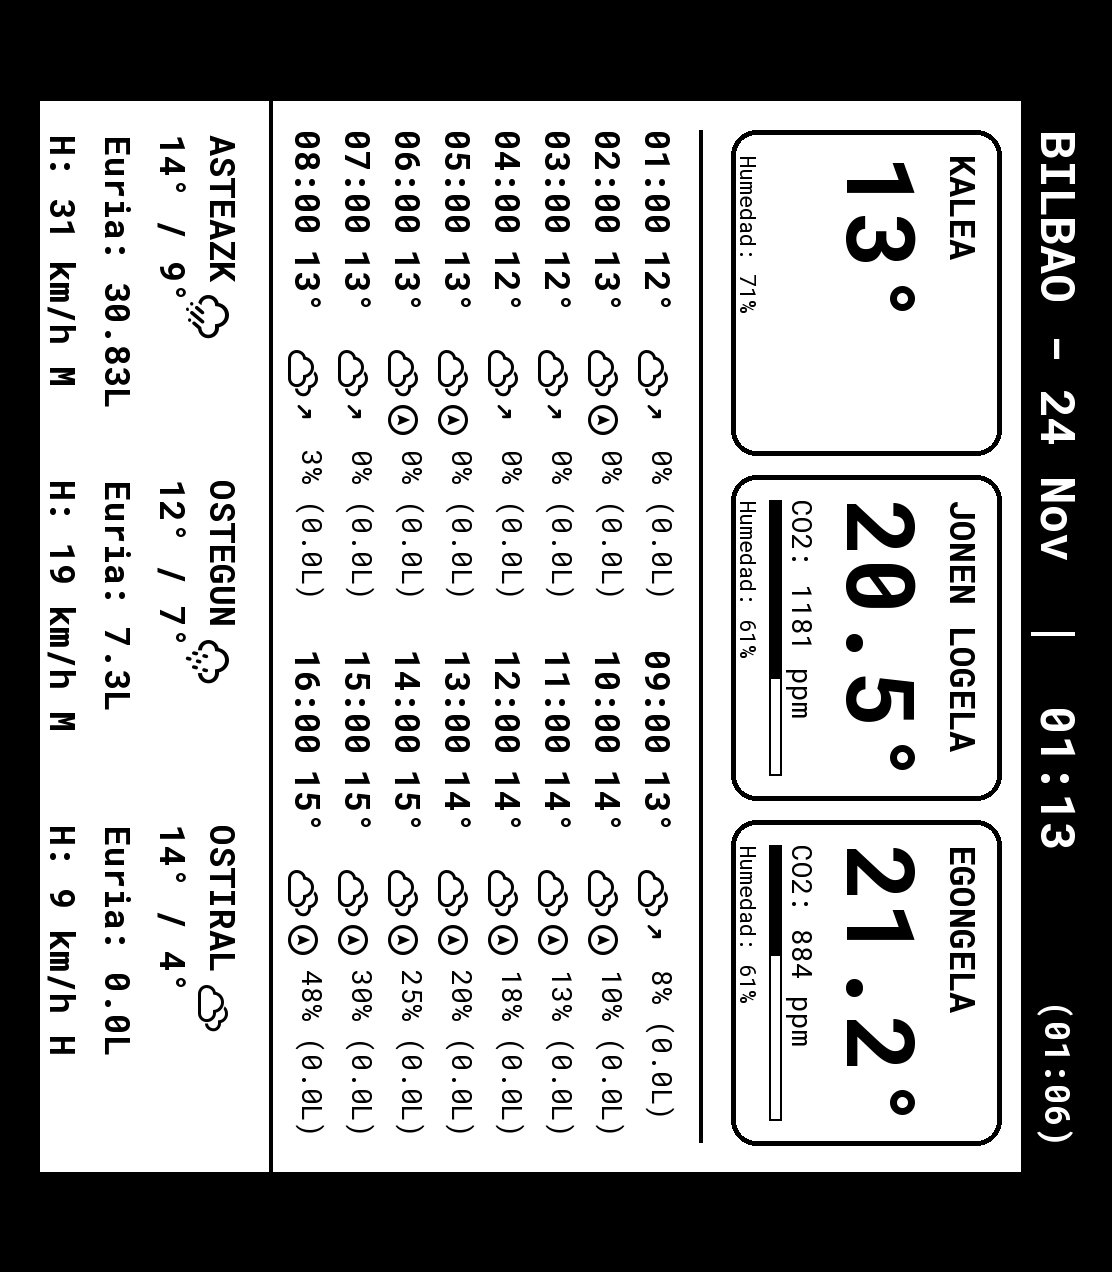 BILBAO - 24 Nov | 01:13 (01:06)
KALEA
13°
Humedad: 71%
JONEN LOGELA
20.5°
CO2: 1181 ppm
Humedad: 61%
EGONGELA
21.2°
CO2: 884 ppm
Humedad: 61%
01:00 12° 0% (0.0L)
02:00 13° 0% (0.0L)
03:00 12° 0% (0.0L)
04:00 12° 0% (0.0L)
05:00 13° 0% (0.0L)
06:00 13° 0% (0.0L)
07:00 13° 0% (0.0L)
08:00 13° 3% (0.0L)
09:00 13° 8% (0.0L)
10:00 14° 10% (0.0L)
11:00 14° 13% (0.0L)
12:00 14° 18% (0.0L)
13:00 14° 20% (0.0L)
14:00 15° 25% (0.0L)
15:00 15° 30% (0.0L)
16:00 15° 48% (0.0L)
ASTEAZK
14° / 9°
Euria: 30.83L
H: 31 km/h M
OSTEGUN
12° / 7°
Euria: 7.3L
H: 19 km/h M
OSTIRAL
14° / 4°
Euria: 0.0L
H: 9 km/h H